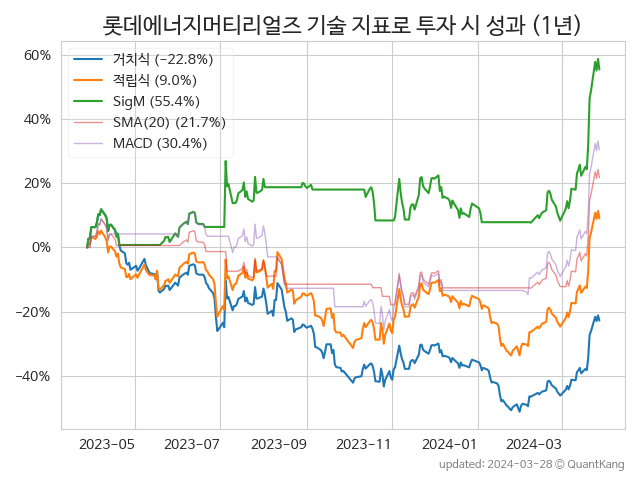 롯데에너지머티리얼즈 기술 지표로 투자 시 성과 (1년)
60%
40%
20%
0%
−20%
−40%
거치식 (−22.8%)
적립식 (9.0%)
SigM (55.4%)
SMA(20) (21.7%)
MACD (30.4%)
2023-05
2023-07
2023-09
2023-11
2024-01
2024-03
updated: 2024-03-28 © QuantKang